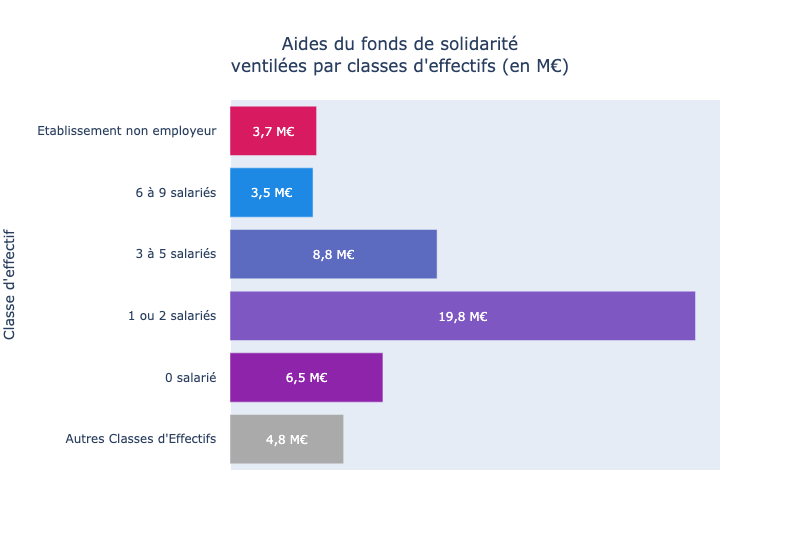 Aides du fonds de solidarité
ventilées par classes d'effectifs (en M€)
Classe d'effectif
Etablissement non employeur
3,7 M€
6 à 9 salariés
3,5 M€
3 à 5 salariés
8,8 M€
1 ou 2 salariés
19,8 M€
0 salarié
6,5 M€
Autres Classes d'Effectifs
4,8 M€